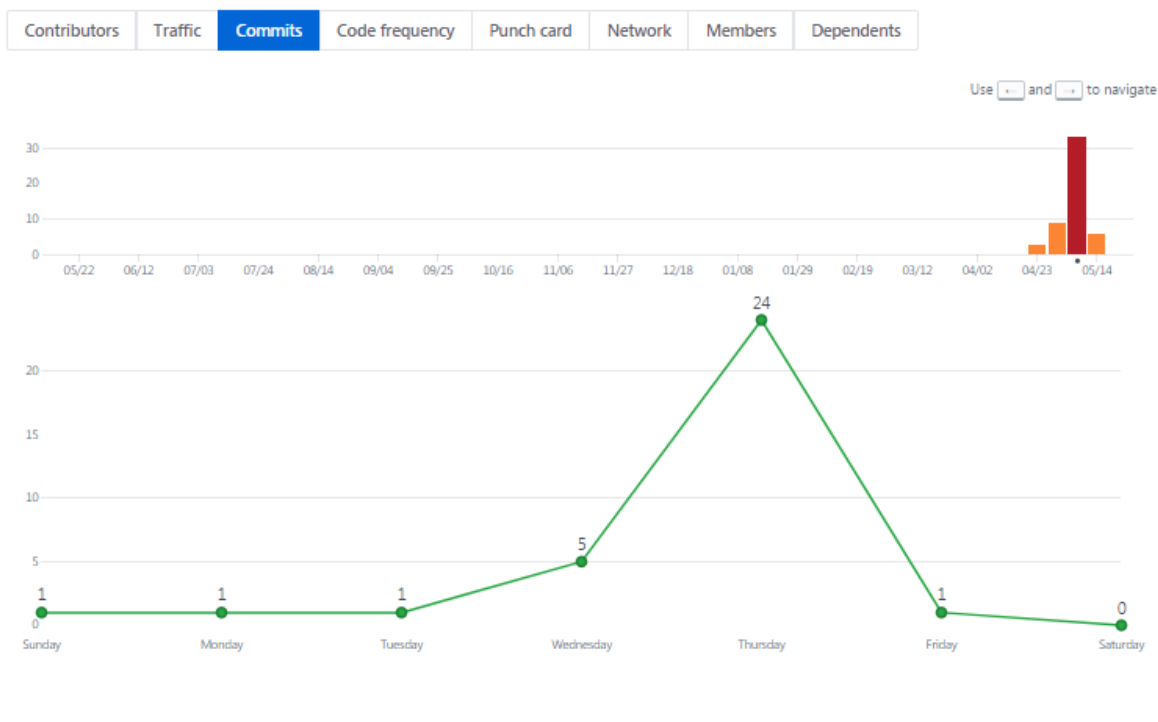 Contributors Traffic Commits Code frequency Punch card Network Members Dependents
Use ← and → to navigate
30
20
10
0
05/22 06/12 07/03 07/24 08/14 09/04 09/25 10/16 11/06 11/27 12/18 01/08 01/29 02/19 03/12 04/02 04/23 05/14
24
20
15
10
5
5
1 1 1 1 0
0
Sunday Monday Tuesday Wednesday Thursday Friday Saturday